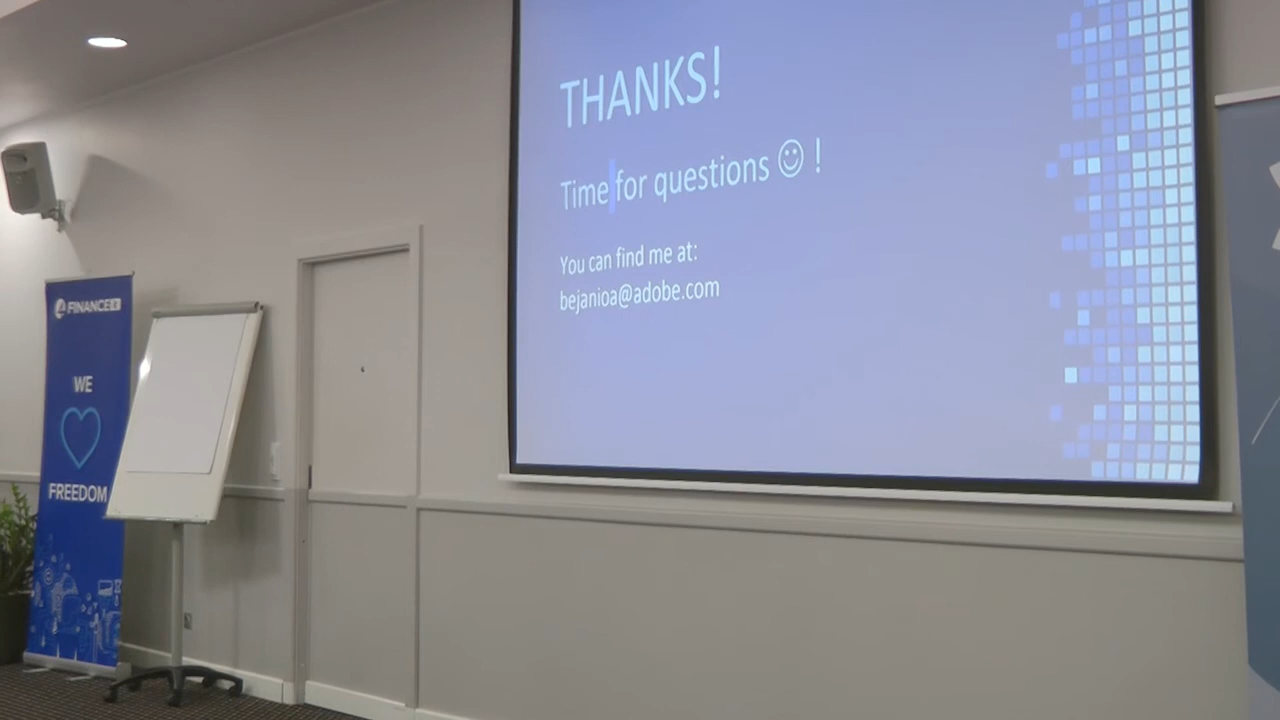 THANKS!
Time for questions ☺ !
You can find me at:
bejanioa@adobe.com
FINANCE
WE
FREEDOM